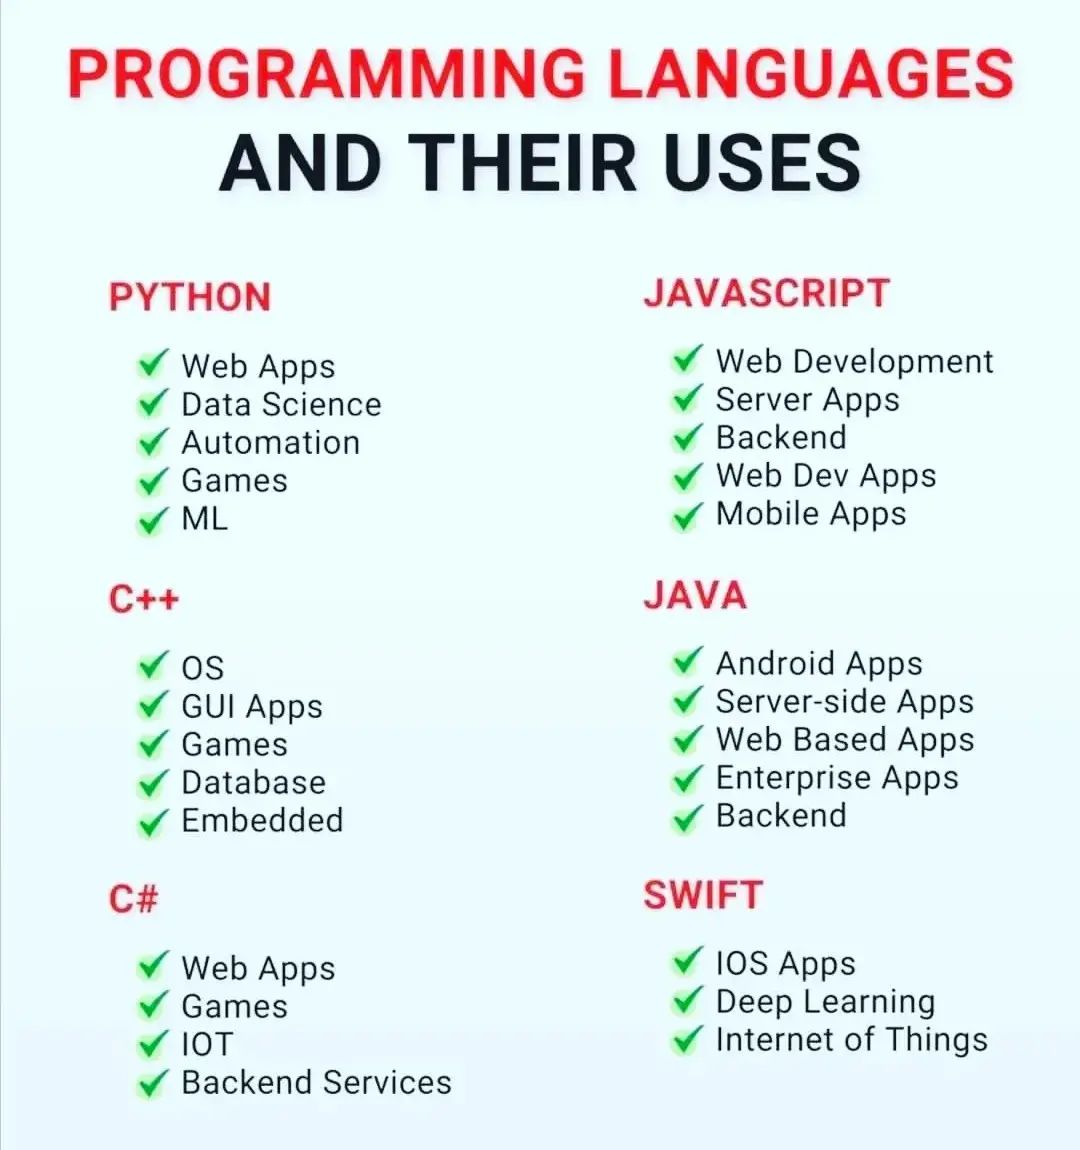 PROGRAMMING LANGUAGES
AND THEIR USES
PYTHON
Web Apps
Data Science
Automation
Games
ML
JAVASCRIPT
Web Development
Server Apps
Backend
Web Dev Apps
Mobile Apps
C++
OS
GUI Apps
Games
Database
Embedded
JAVA
Android Apps
Server-side Apps
Web Based Apps
Enterprise Apps
Backend
C#
Web Apps
Games
IOT
Backend Services
SWIFT
IOS Apps
Deep Learning
Internet of Things